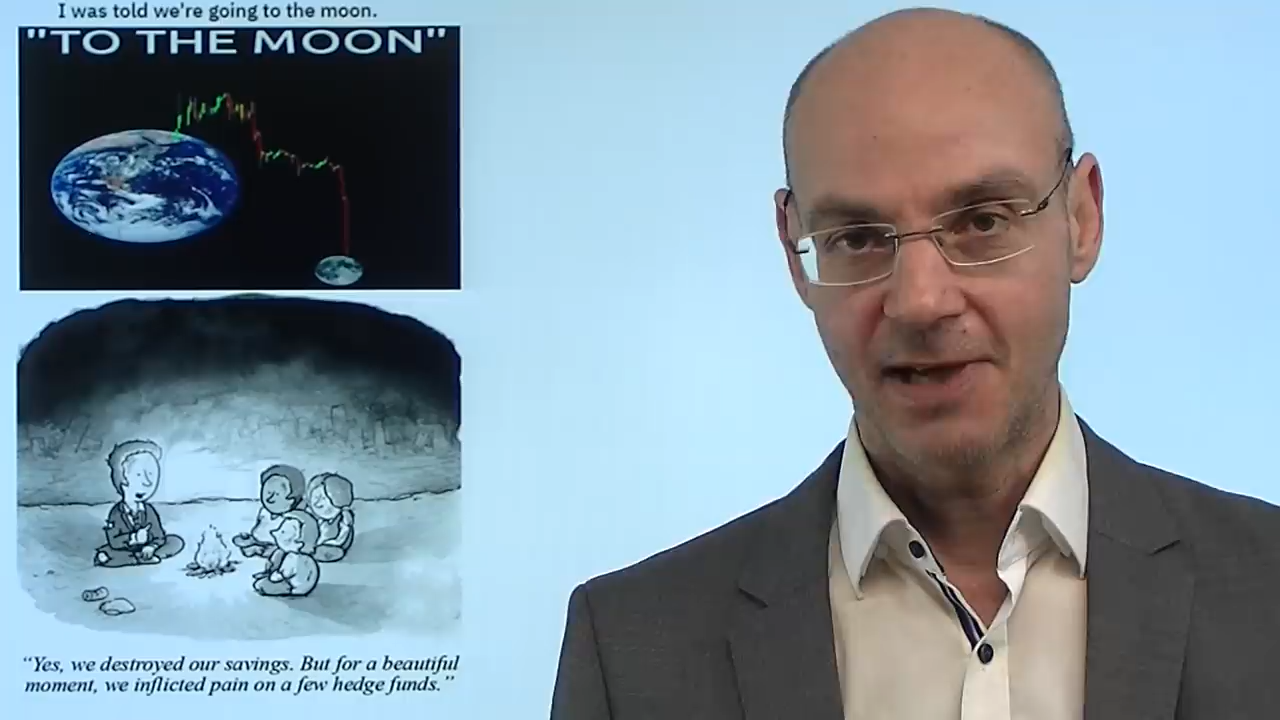 I was told we're going to the moon.
"TO THE MOON"
“Yes, we destroyed our savings. But for a beautiful
moment, we inflicted pain on a few hedge funds.”